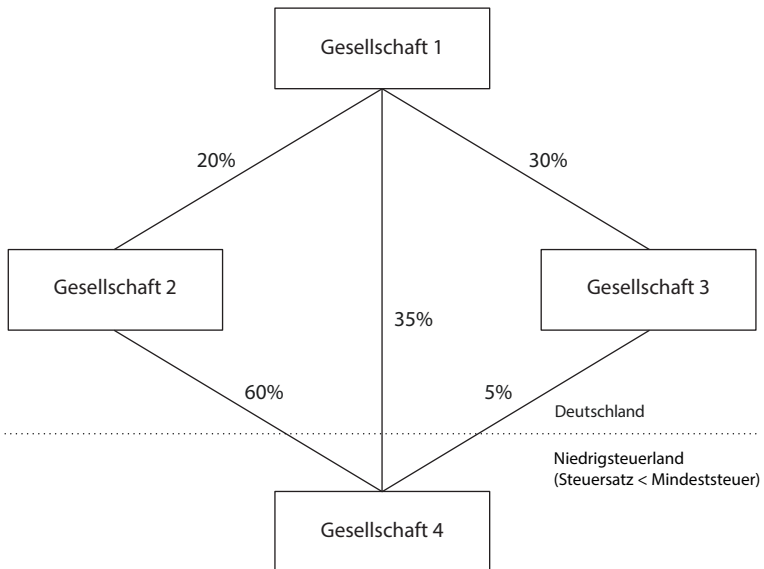 Gesellschaft 1
20%
30%
Gesellschaft 2
Gesellschaft 3
35%
60%
5%
Deutschland
Niedrigsteuerland
(Steuersatz < Mindeststeuer)
Gesellschaft 4